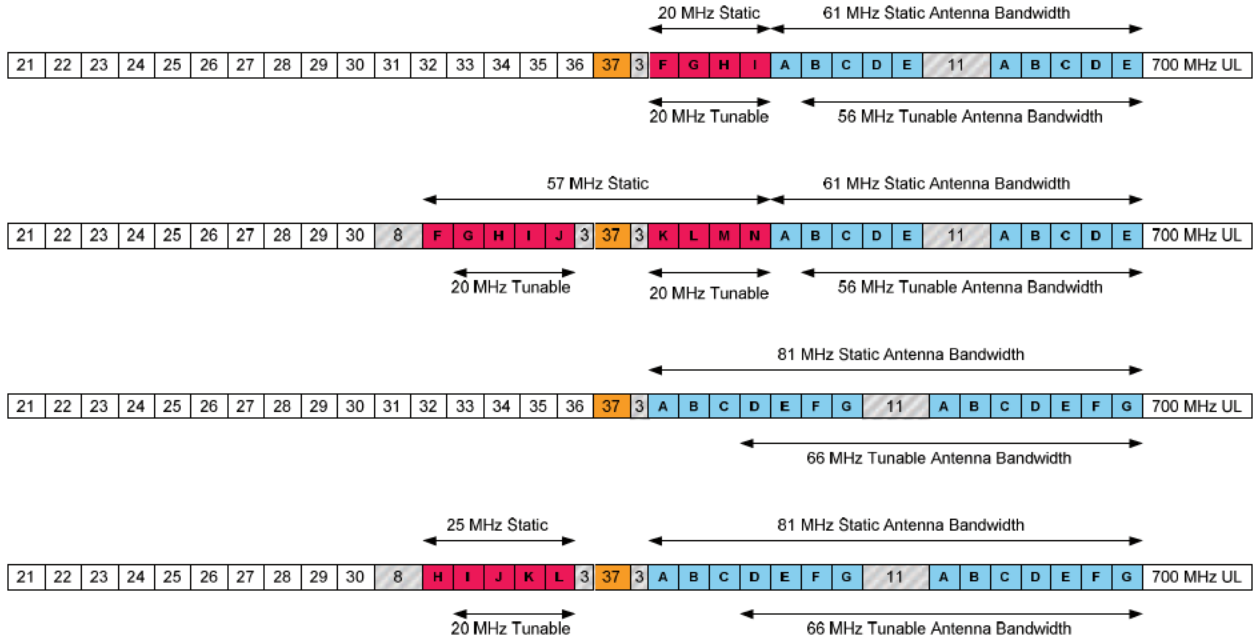 20 MHz Static 61 MHz Static Antenna Bandwidth
21 22 23 24 25 26 27 28 29 30 31 32 33 34 35 36 37 3 F G H I A B C D E 11 A B C D E 700 MHz UL
20 MHz Tunable 56 MHz Tunable Antenna Bandwidth
57 MHz Static 61 MHz Static Antenna Bandwidth
21 22 23 24 25 26 27 28 29 30 8 F G H I J 3 37 3 K L M N A B C D E 11 A B C D E 700 MHz UL
20 MHz Tunable 20 MHz Tunable 56 MHz Tunable Antenna Bandwidth
81 MHz Static Antenna Bandwidth
21 22 23 24 25 26 27 28 29 30 31 32 33 34 35 36 37 3 A B C D E F G 11 A B C D E F G 700 MHz UL
66 MHz Tunable Antenna Bandwidth
25 MHz Static 81 MHz Static Antenna Bandwidth
21 22 23 24 25 26 27 28 29 30 8 H I J K L 3 37 3 A B C D E F G 11 A B C D E F G 700 MHz UL
20 MHz Tunable 66 MHz Tunable Antenna Bandwidth